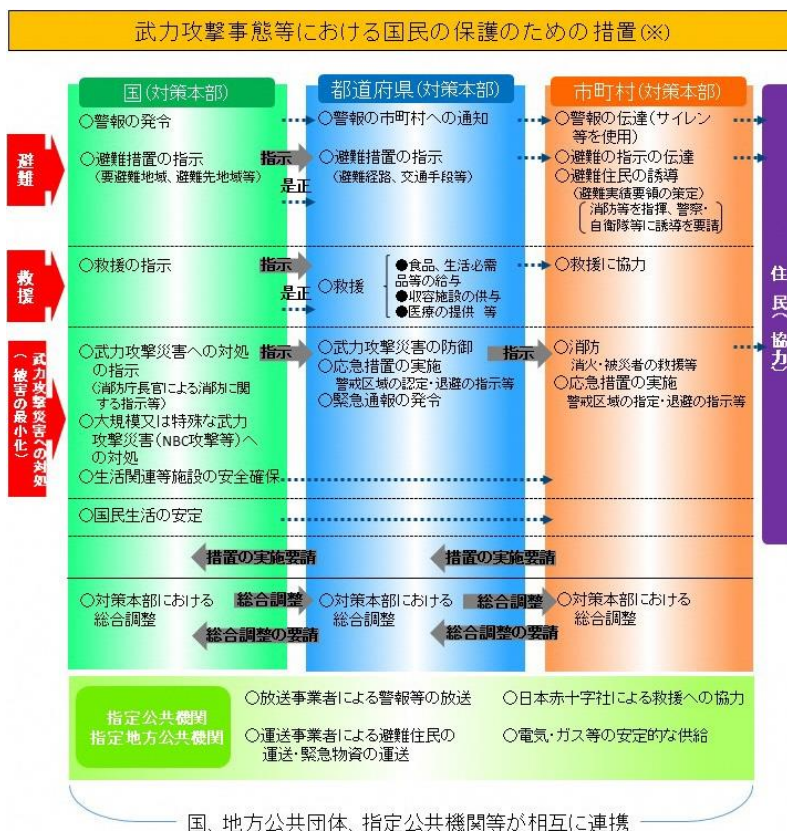 武力攻撃事態等における国民の保護のための措置(※)
国(対策本部)
都道府県(対策本部)
市町村(対策本部)
避難
○警報の発令
○警報の市町村への通知
○警報の伝達(サイレン
等を使用)
○避難措置の指示
(要避難地域、避難先地域等)
指示
是正
○避難措置の指示
(避難経路、交通手段等)
○避難の指示の伝達
○避難住民の誘導
(避難実績要領の策定)
消防等を指揮、警察・
自衛隊等に誘導を要請
救援
○救援の指示
指示
是正
○救援
●食品、生活必需
品等の給与
●収容施設の供与
●医療の提供 等
○救援に協力
武力攻撃災害への対処
(被害の最小化)
○武力攻撃災害への対処
の指示
(消防庁長官による消防に関
する指示等)
○大規模又は特殊な武力
攻撃災害(NBC攻撃等)へ
の対処
○生活関連等施設の安全確保
指示
○武力攻撃災害の防御
○応急措置の実施
警戒区域の認定・退避の指示等
○緊急通報の発令
指示
○消防
消火・被災者の救援等
○応急措置の実施
警戒区域の指定・退避の指示等
○国民生活の安定
措置の実施要請
措置の実施要請
○対策本部における
総合調整
総合調整
総合調整の要請
○対策本部における
総合調整
総合調整
総合調整の要請
○対策本部における
総合調整
住民(協力)
指定公共機関
指定地方公共機関
○放送事業者による警報等の放送
○日本赤十字社による救援への協力
○運送事業者による避難住民の
運送・緊急物資の運送
○電気・ガス等の安定的な供給
国、地方公共団体、指定公共機関等が相互に連携